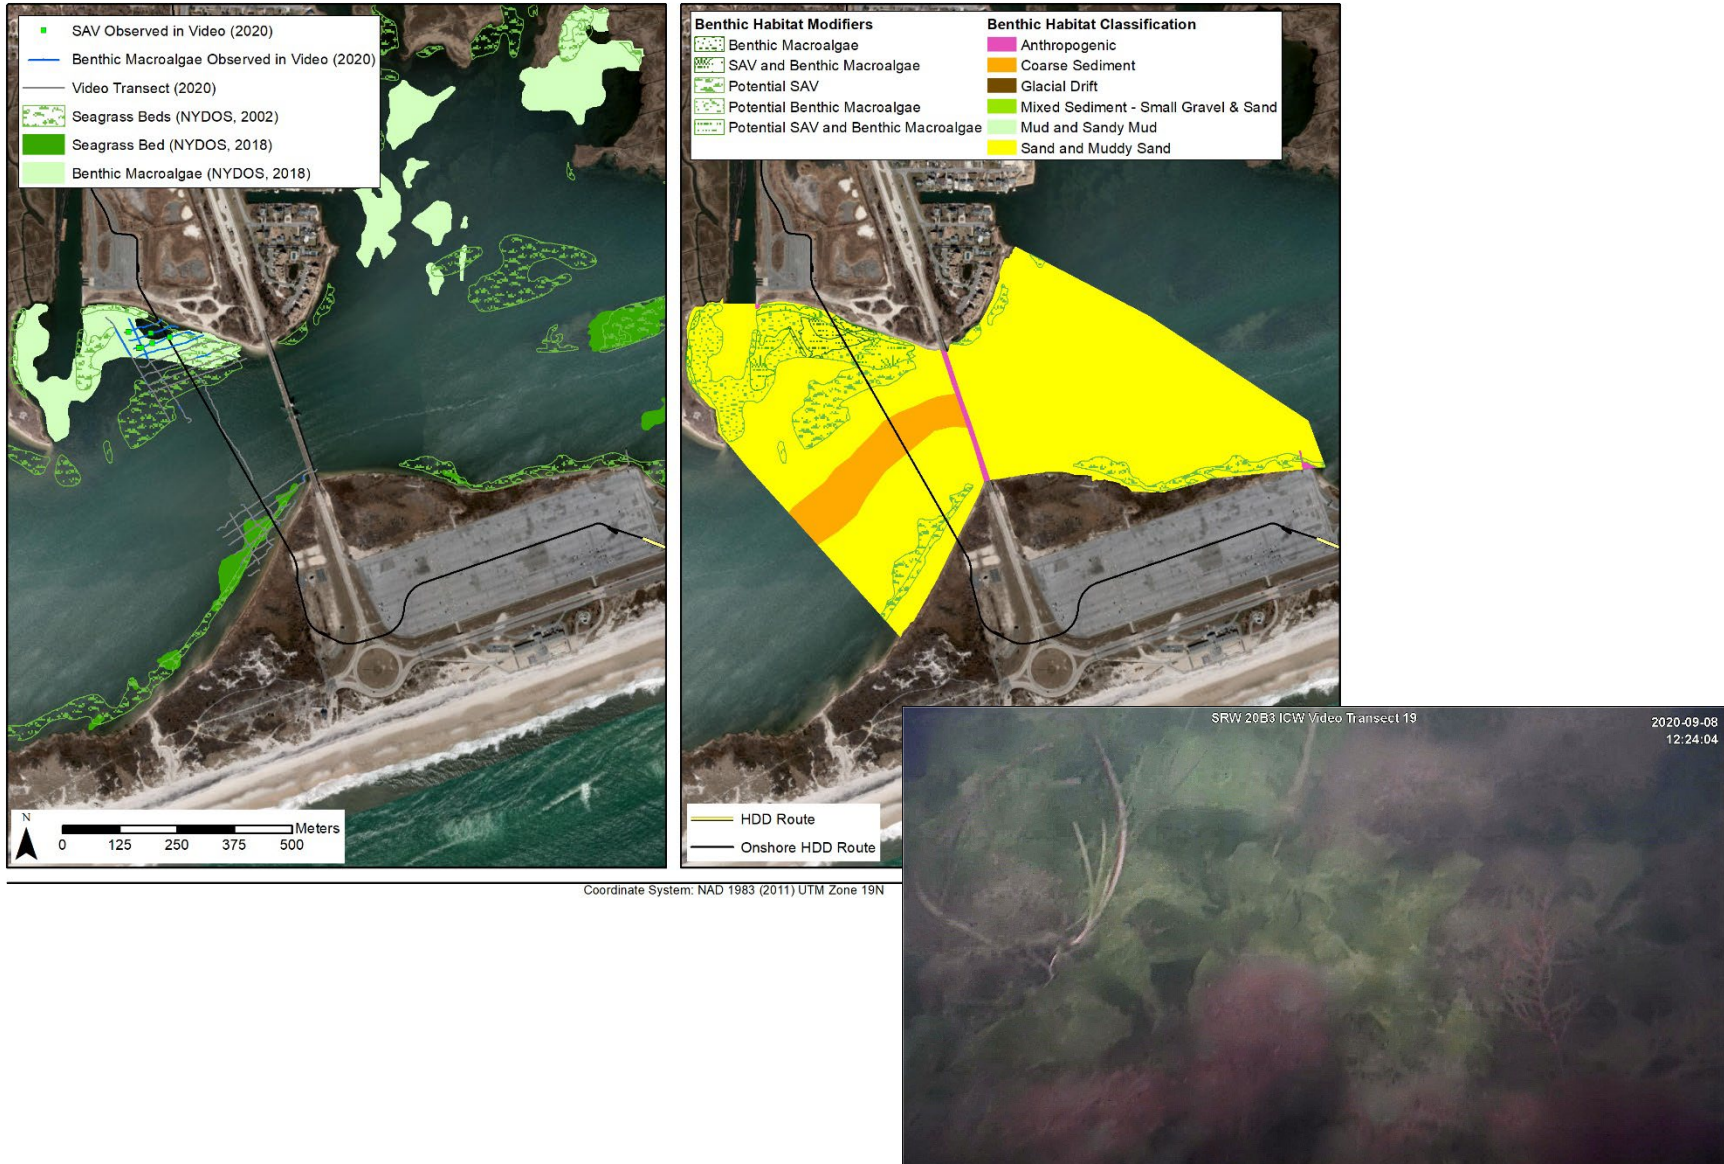 SAV Observed in Video (2020)
Benthic Macroalgae Observed in Video (2020)
Video Transect (2020)
Seagrass Beds (NYDOS, 2002)
Seagrass Bed (NYDOS, 2018)
Benthic Macroalgae (NYDOS, 2018)
N
Meters
0 125 250 375 500
Benthic Habitat Modifiers
Benthic Macroalgae
SAV and Benthic Macroalgae
Potential SAV
Potential Benthic Macroalgae
Potential SAV and Benthic Macroalgae
Benthic Habitat Classification
Anthropogenic
Coarse Sediment
Glacial Drift
Mixed Sediment - Small Gravel & Sand
Mud and Sandy Mud
Sand and Muddy Sand
HDD Route
Onshore HDD Route
Coordinate System: NAD 1983 (2011) UTM Zone 19N
SRW 20B3 ICW Video Transect 19
2020-09-08
12:24:04